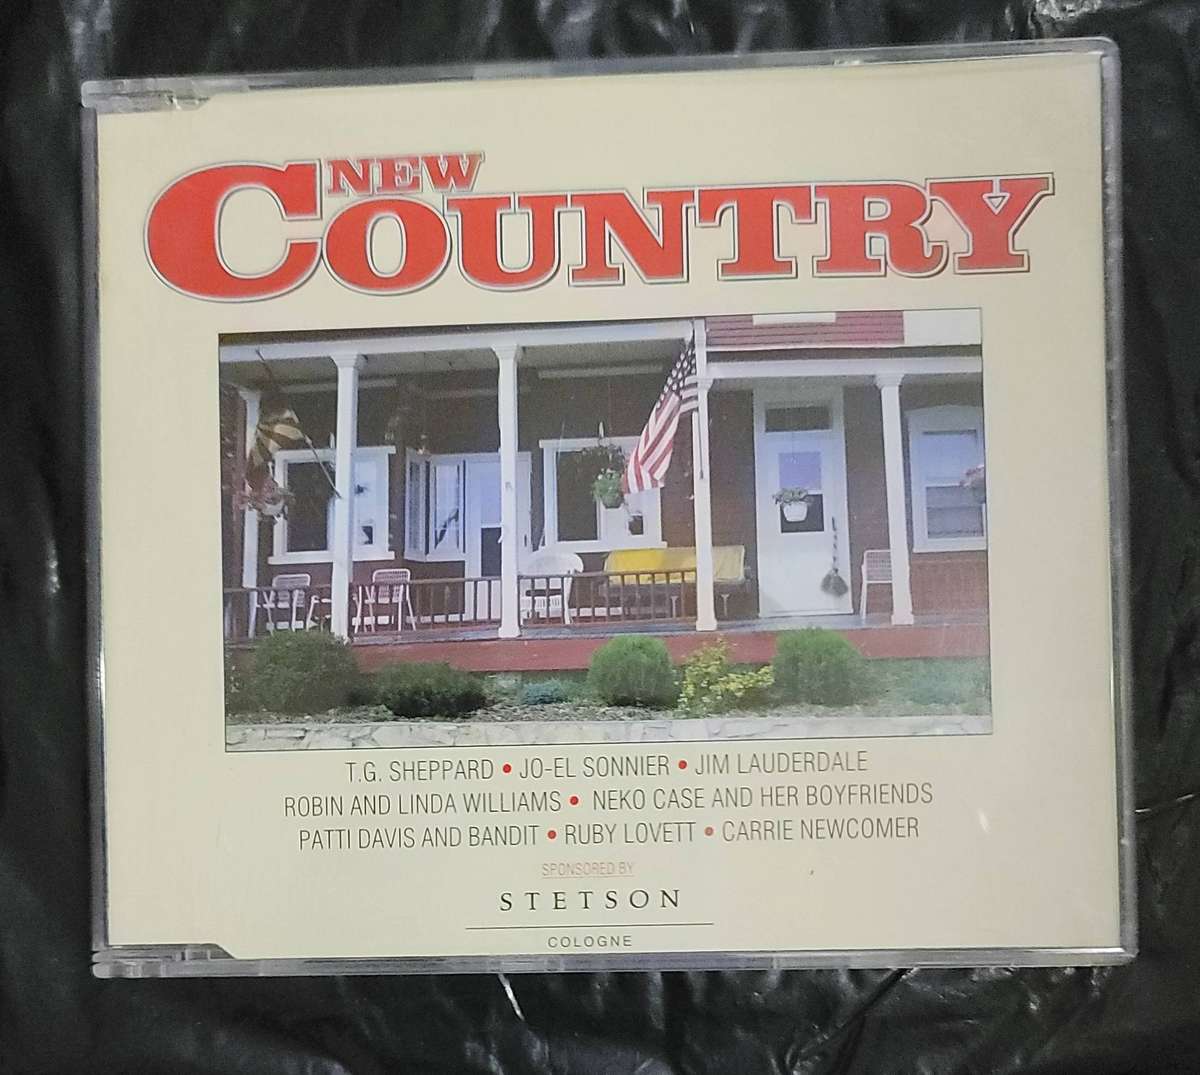 NEW
COUNTRY
T.G. SHEPPARD • JO-EL SONNIER • JIM LAUDERDALE
ROBIN AND LINDA WILLIAMS • NEKO CASE AND HER BOYFRIENDS
PATTI DAVIS AND BANDIT • RUBY LOVETT • CARRIE NEWCOMER
SPONSORED BY
STETSON
COLOGNE